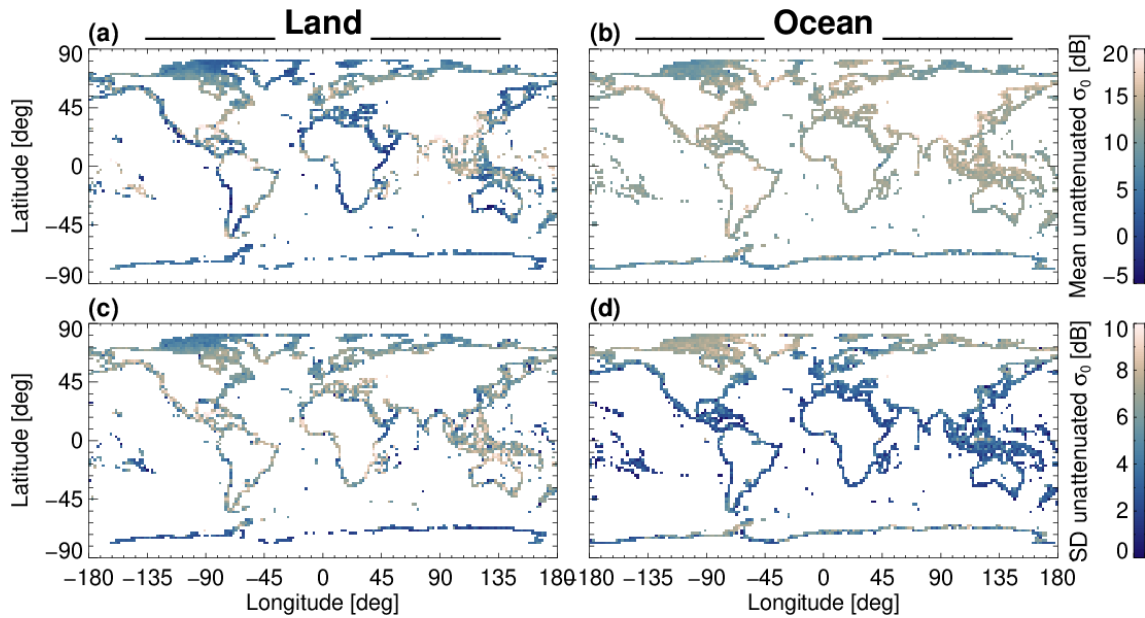 Land
Ocean
(a)
(b)
90
45
0
−45
−90
Latitude [deg]
20
15
10
5
0
−5
Mean unattenuated σ₀ [dB]
(c)
(d)
90
45
0
−45
−90
Latitude [deg]
10
8
6
4
2
0
SD unattenuated σ₀ [dB]
−180 −135 −90 −45 0 45 90 135 180
−180 −135 −90 −45 0 45 90 135 180
Longitude [deg]
Longitude [deg]